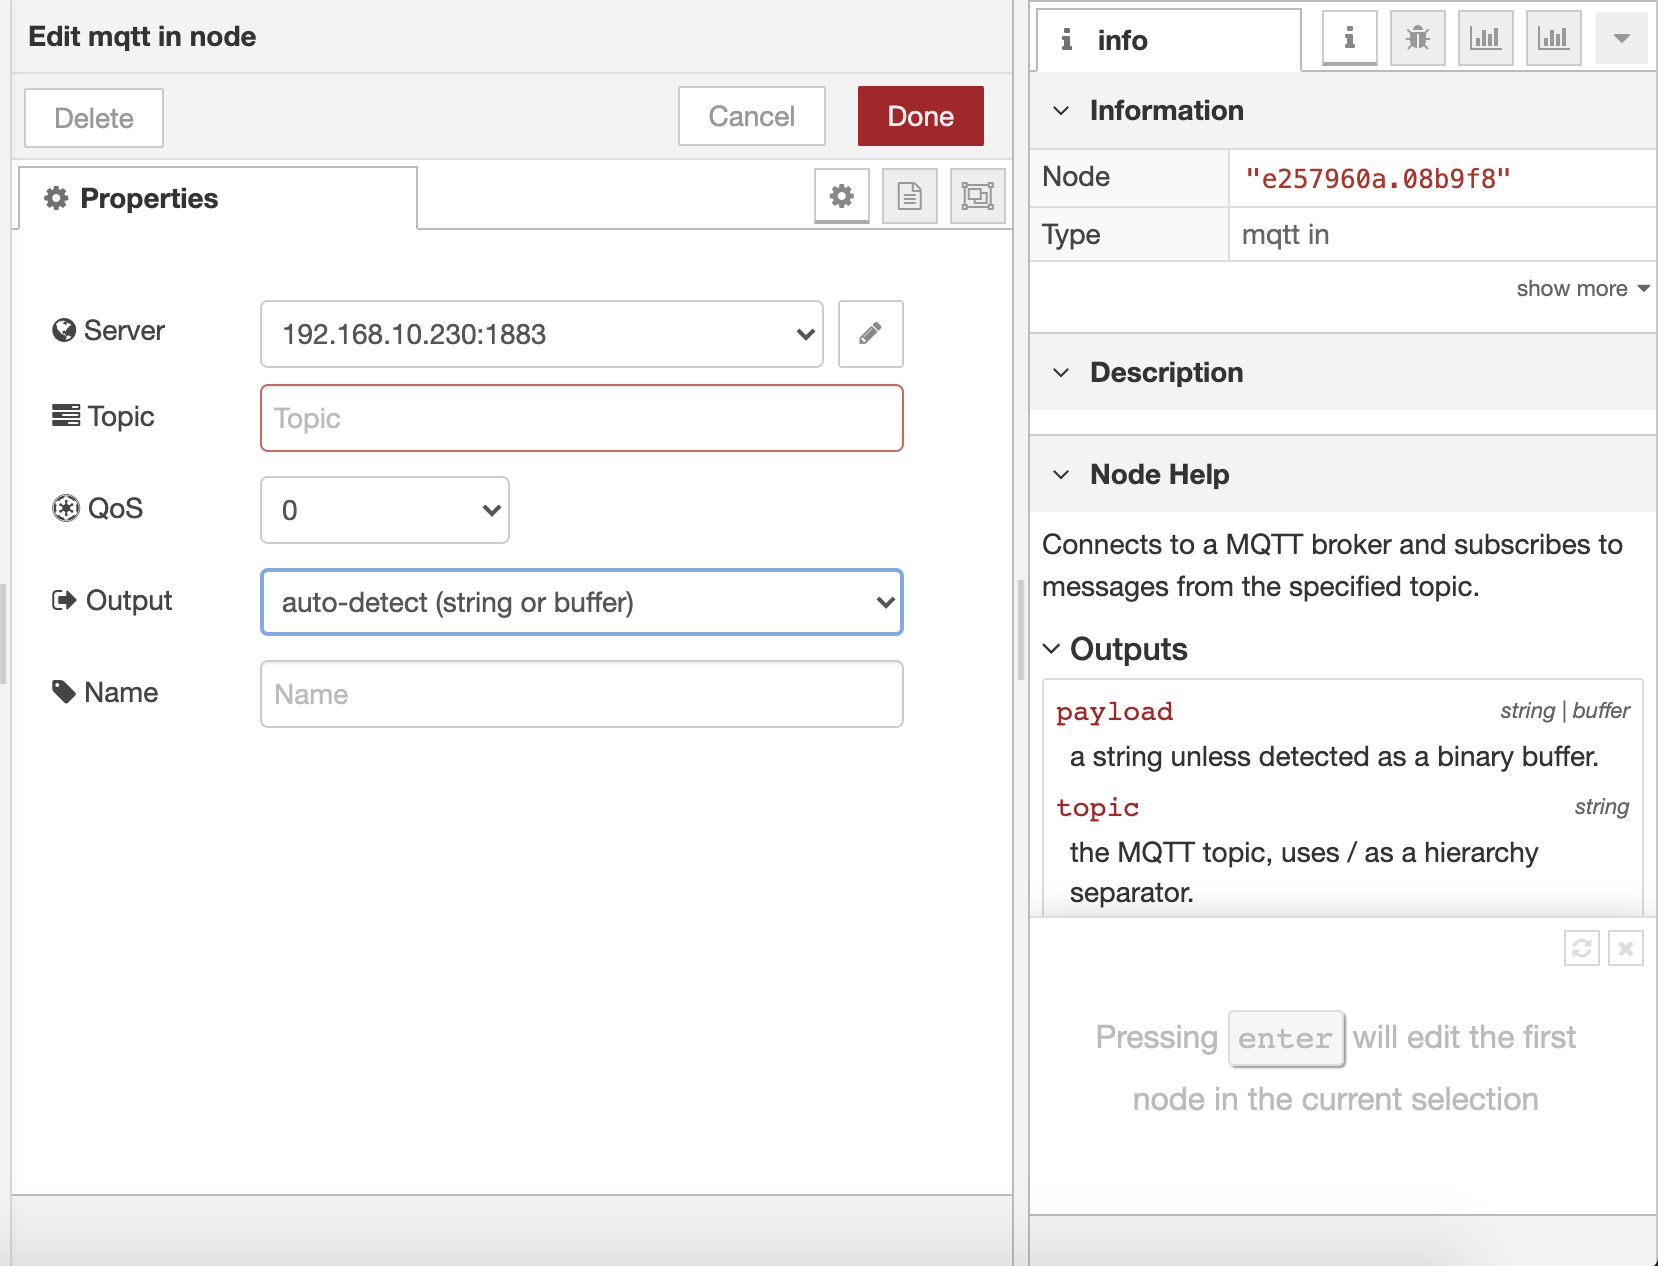 Edit mqtt in node
Delete
Cancel
Done
Properties
Server
192.168.10.230:1883
Topic
Topic
QoS
0
Output
auto-detect (string or buffer)
Name
Name
info
Information
Node
"e257960a.08b9f8"
Type
mqtt in
show more
Description
Node Help
Connects to a MQTT broker and subscribes to
messages from the specified topic.
Outputs
payload
string | buffer
a string unless detected as a binary buffer.
topic
string
the MQTT topic, uses / as a hierarchy
separator.
Pressing enter will edit the first
node in the current selection